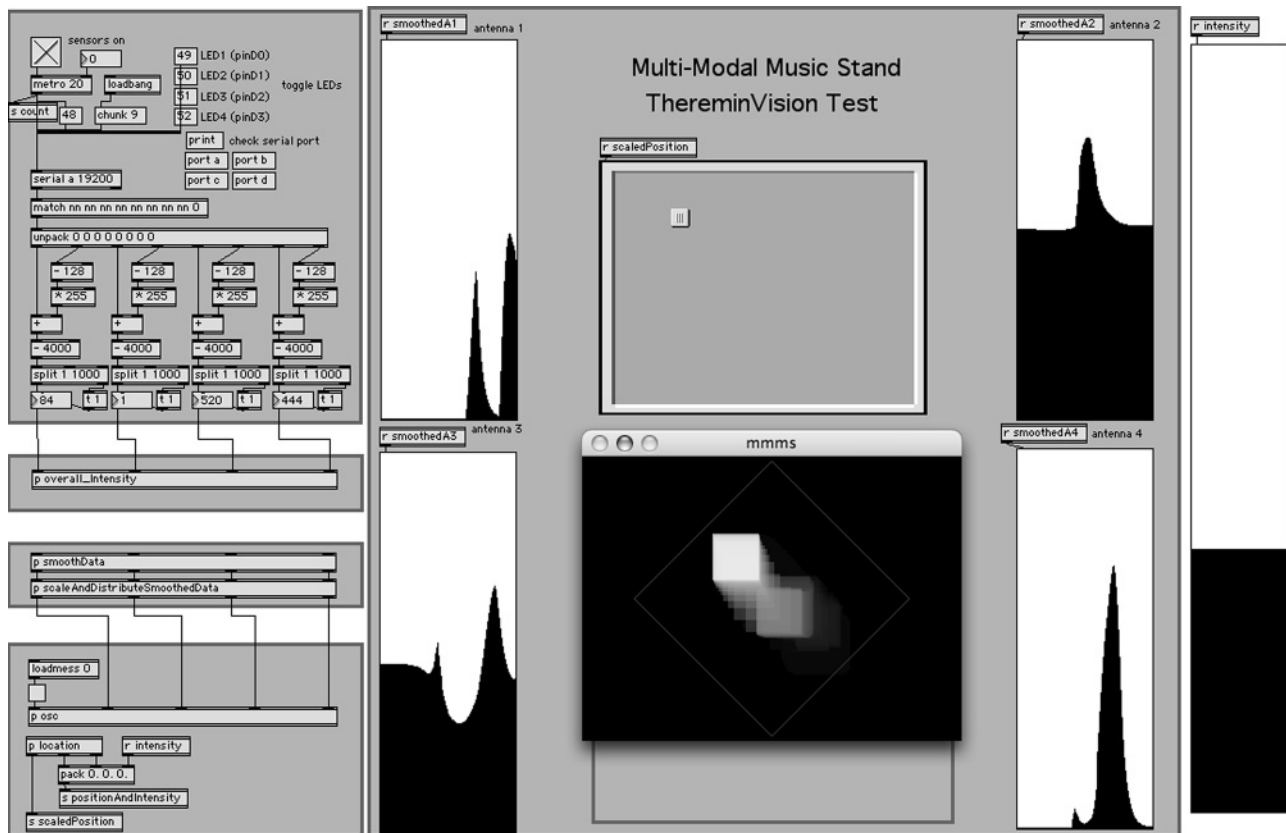 sensors on
0
metro 20
loadbang
s count
48
chunk 9
49 LED1 (pinD0)
50 LED2 (pinD1)
51 LED3 (pinD2)
52 LED4 (pinD3)
toggle LEDs
print check serial port
port a port b
port c port d
serial a 19200
match nn nn nn nn nn nn nn nn 0
unpack 0 0 0 0 0 0 0 0
- 128 - 128 - 128 - 128
* 255 * 255 * 255 * 255
+ + + +
- 4000 - 4000 - 4000 - 4000
split 1 1000 split 1 1000 split 1 1000 split 1 1000
84 t 1 1 t 1 520 t 1 444 t 1
p overall_Intensity
p smoothData
p scaleAndDistributeSmoothedData
loadmess 0
p osc
p location r intensity
pack 0. 0. 0.
s positionAndIntensity
s scaledPosition
r smoothedA1 antenna 1
Multi-Modal Music Stand
ThereminVision Test
r scaledPosition
r smoothedA2 antenna 2
r intensity
r smoothedA3 antenna 3
mmms
r smoothedA4 antenna 4